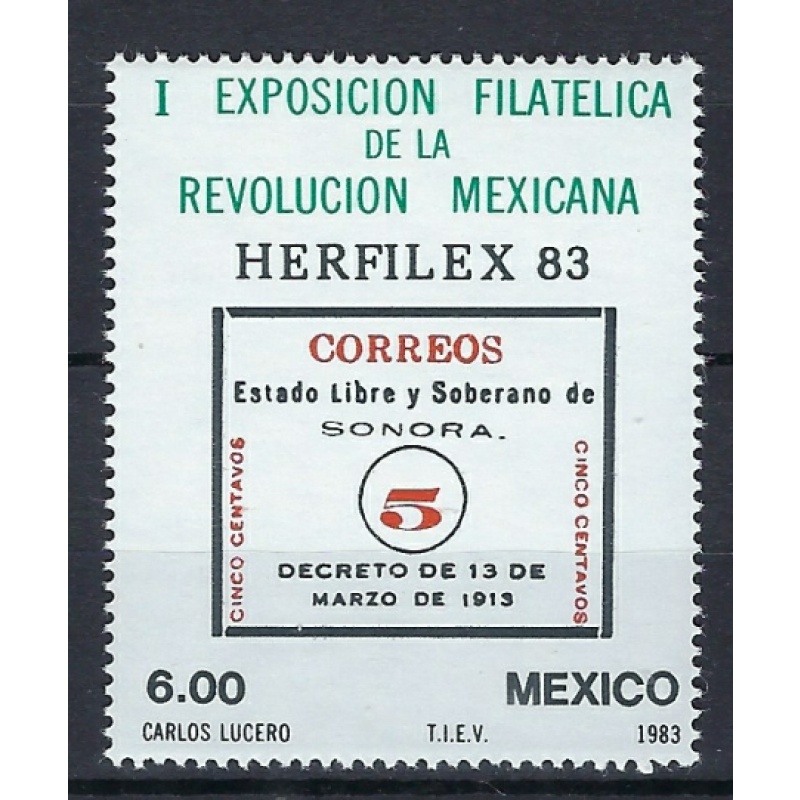 I EXPOSICION FILATELICA
DE LA
REVOLUCION MEXICANA
HERFILEX 83
CORREOS
Estado Libre y Soberano de
SONORA.
CINCO CENTAVOS
5
CINCO CENTAVOS
DECRETO DE 13 DE
MARZO DE 1913
6.00 MEXICO
CARLOS LUCERO T.I.E.V. 1983